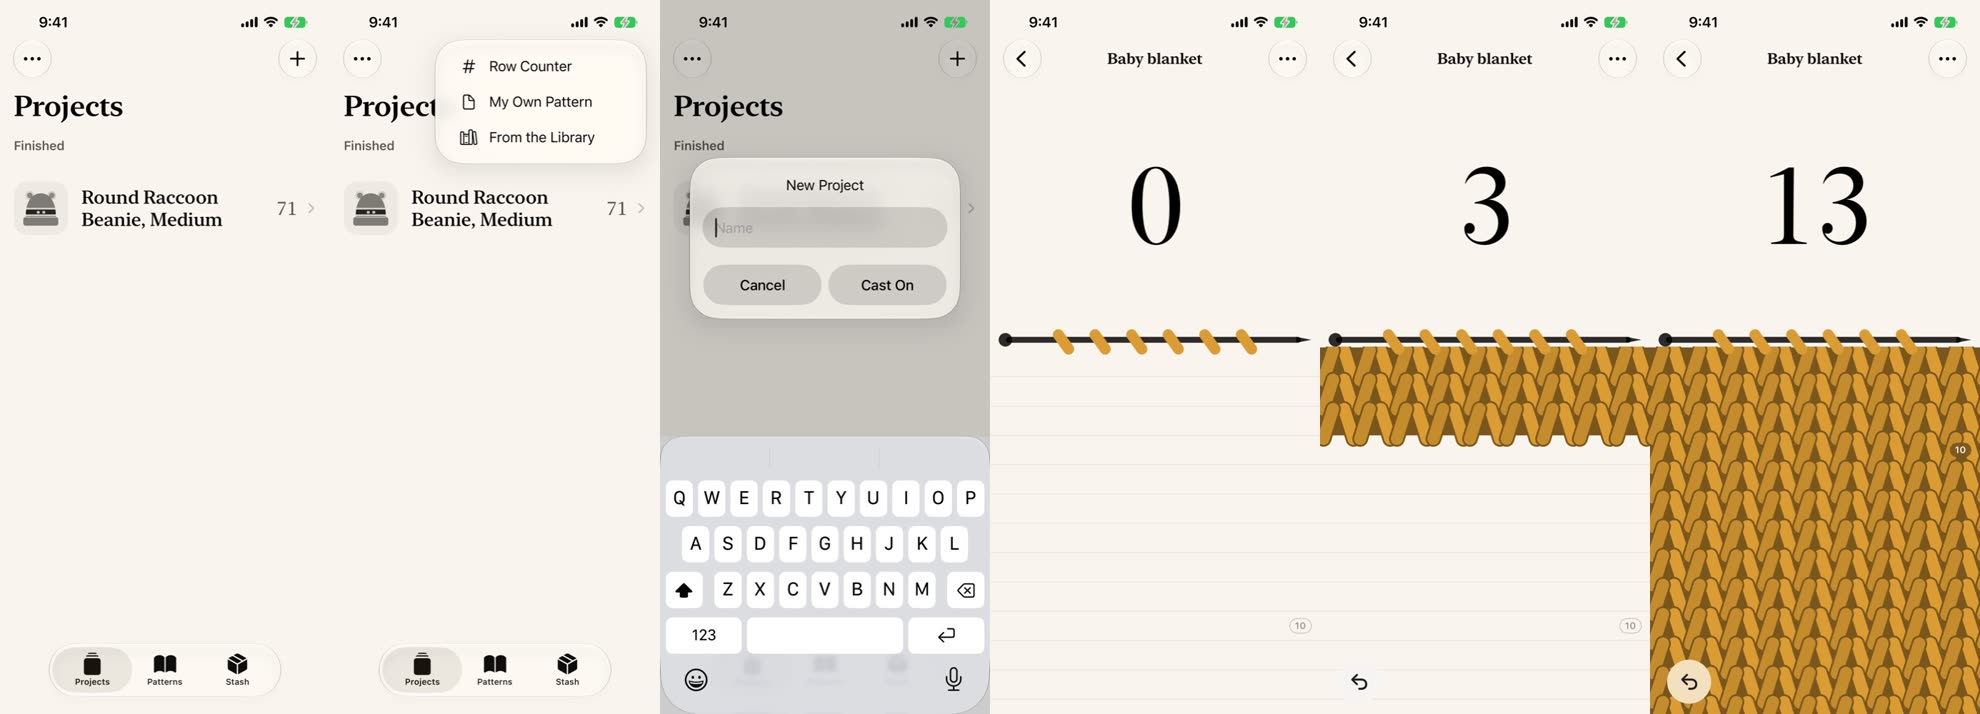 9:41
Projects
Finished
Round Raccoon
Beanie, Medium
71
Projects
Patterns
Stash
9:41
Row Counter
My Own Pattern
From the Library
Project
Finished
Round Raccoon
Beanie, Medium
71
Projects
Patterns
Stash
9:41
Projects
Finished
New Project
Name
Cancel
Cast On
Q W E R T Y U I O P
A S D F G H J K L
Z X C V B N M
123
9:41
Baby blanket
0
10
9:41
Baby blanket
3
10
9:41
Baby blanket
13
10